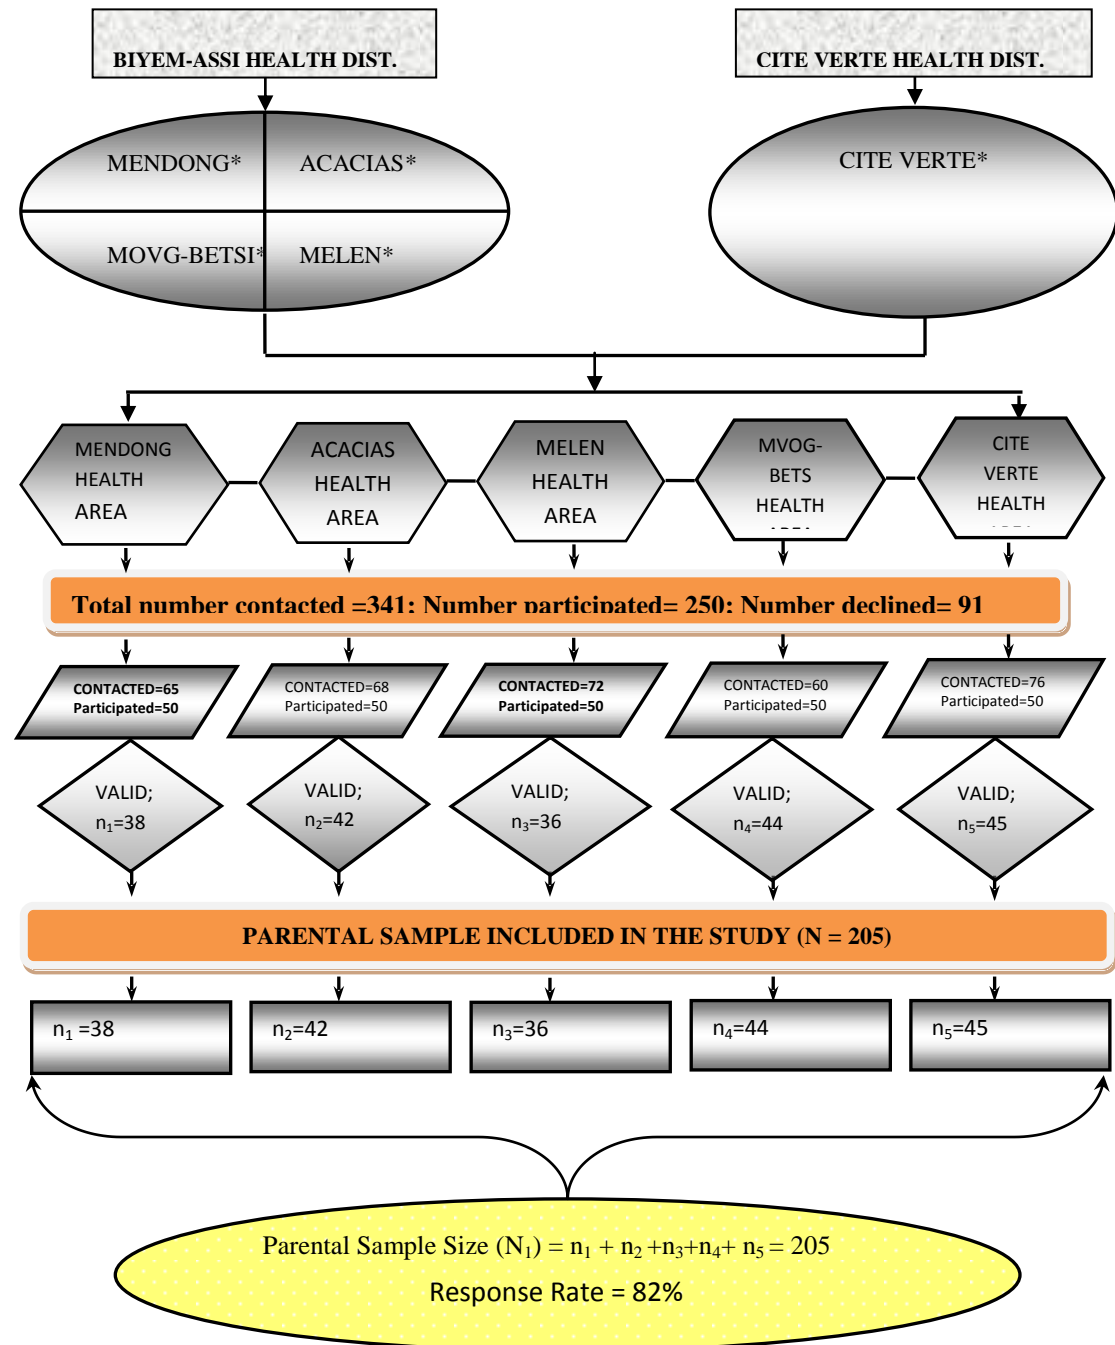 BIYEM-ASSI HEALTH DIST.
CITE VERTE HEALTH DIST.
MENDONG*
ACACIAS*
MOVG-BETSI*
MELEN*
CITE VERTE*
MENDONG
HEALTH
AREA
ACACIAS
HEALTH
AREA
MELEN
HEALTH
AREA
MVOG-
BETS
HEALTH
CITE
VERTE
HEALTH
Total number contacted =341; Number participated= 250; Number declined= 91
CONTACTED=65
Participated=50
CONTACTED=68
Participated=50
CONTACTED=72
Participated=50
CONTACTED=60
Participated=50
CONTACTED=76
Participated=50
VALID;
n₁=38
VALID;
n₂=42
VALID;
n₃=36
VALID;
n₄=44
VALID;
n₅=45
PARENTAL SAMPLE INCLUDED IN THE STUDY (N = 205)
n₁ =38
n₂=42
n₃=36
n₄=44
n₅=45
Parental Sample Size (N₁) = n₁ + n₂ +n₃+n₄+ n₅ = 205
Response Rate = 82%